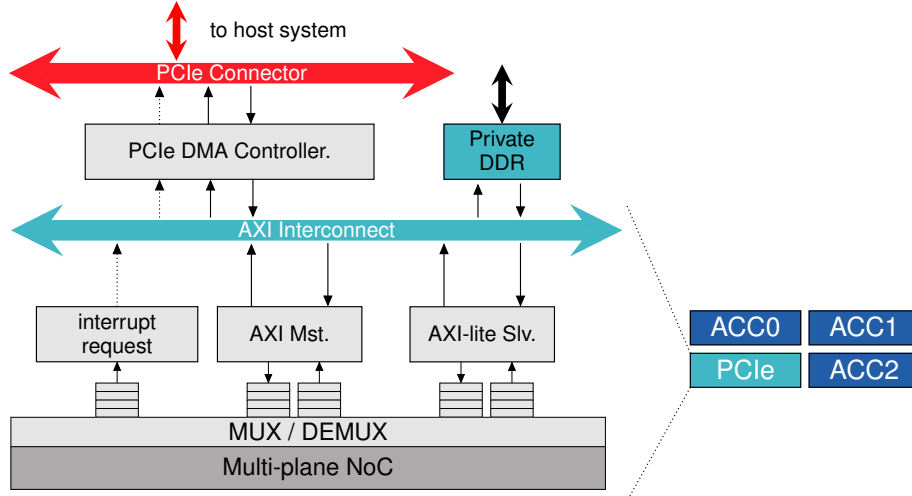 to host system
PCIe Connector
PCIe DMA Controller.
Private
DDR
AXI Interconnect
interrupt
request
AXI Mst.
AXI-lite Slv.
ACC0
ACC1
PCIe
ACC2
MUX / DEMUX
Multi-plane NoC